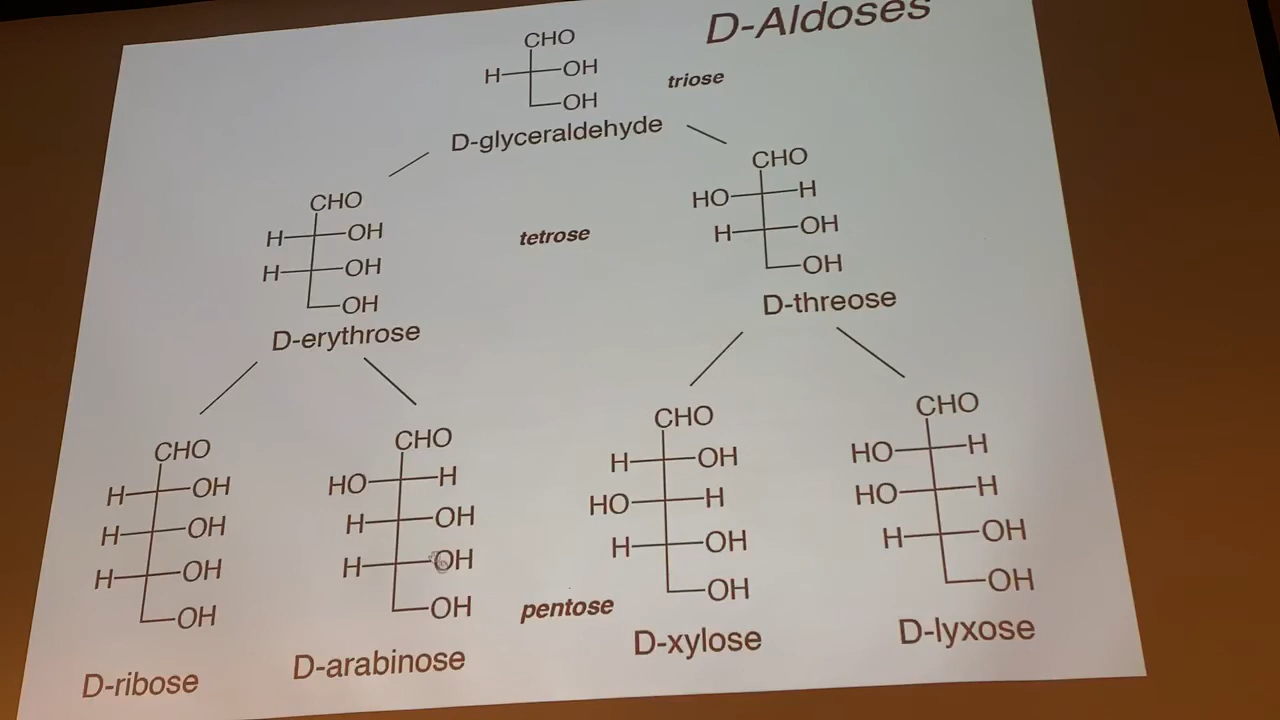 D-Aldoses
CHO
H OH
OH
triose
D-glyceraldehyde
CHO
H OH
H OH
OH
D-erythrose
tetrose
CHO
HO H
H OH
OH
D-threose
CHO
H OH
H OH
H OH
OH
D-ribose
CHO
HO H
H OH
H OH
OH
D-arabinose
pentose
CHO
H OH
HO H
H OH
OH
D-xylose
CHO
HO H
HO H
H OH
OH
D-lyxose